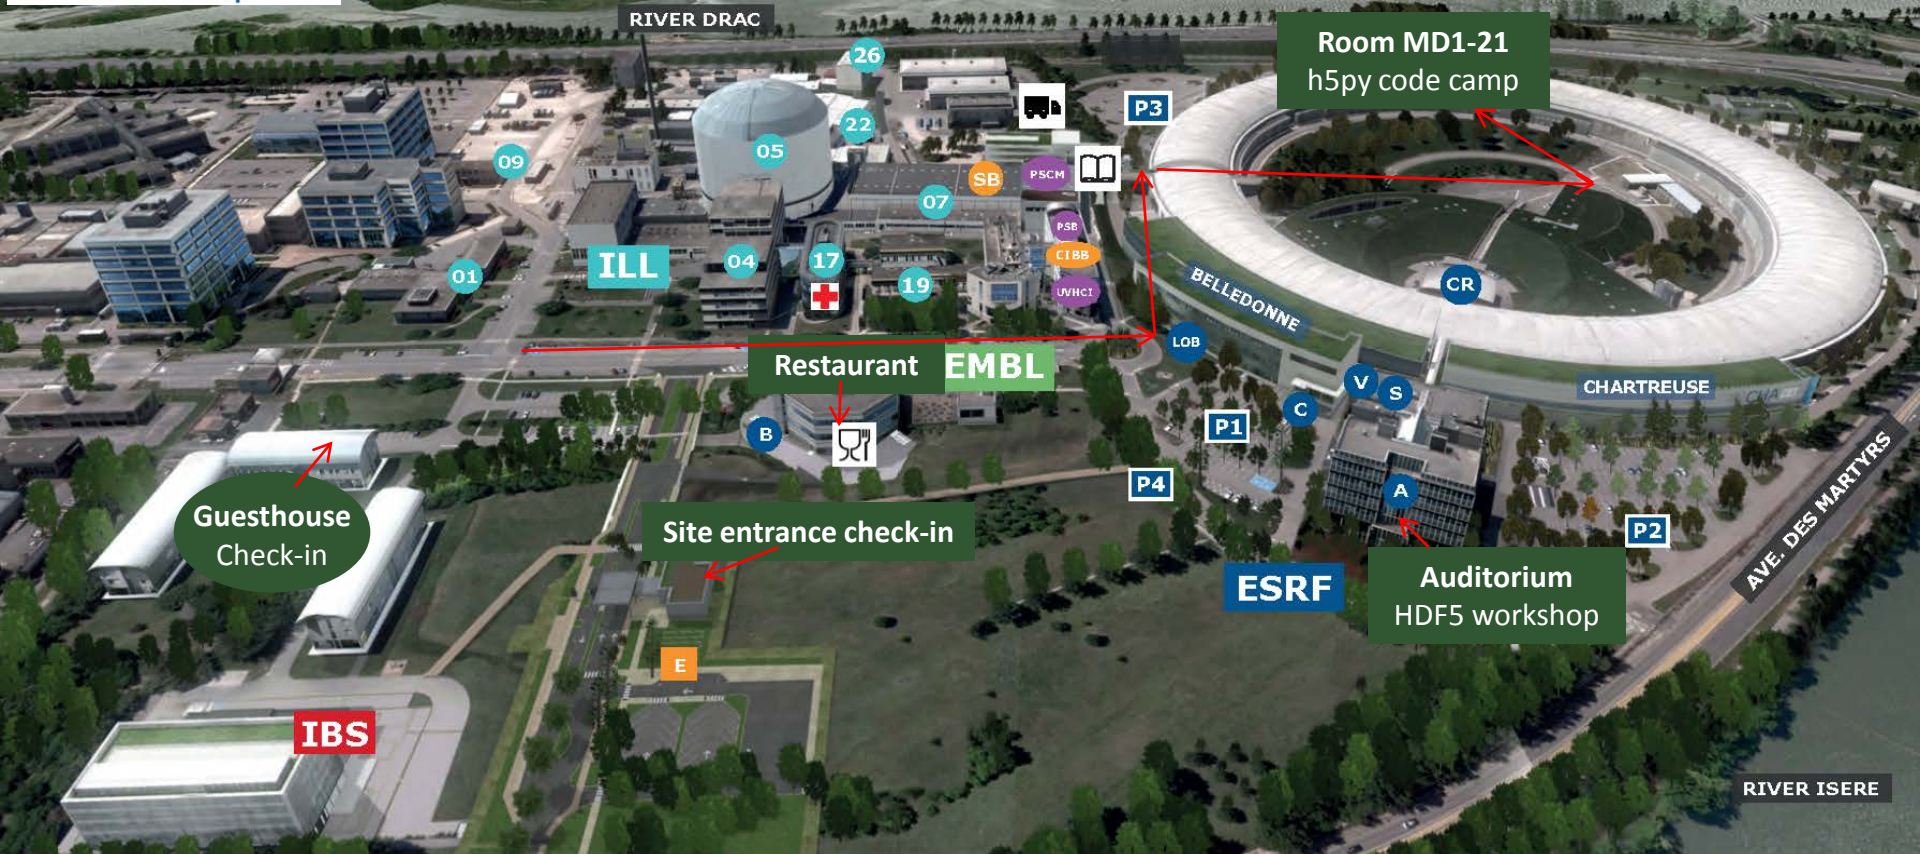 RIVER DRAC
Room MD1-21
h5py code camp
26
P3
22
05
09
SB
PSCM
07
PSB
CIBB
ILL
04
17
01
19
UVHCI
BELLEDONNE
CR
LOB
Restaurant
EMBL
V
S
CHARTREUSE
C
P1
B
P4
A
AVE. DES MARTYRS
Guesthouse
Check-in
Site entrance check-in
P2
ESRF
Auditorium
HDF5 workshop
E
IBS
RIVER ISERE